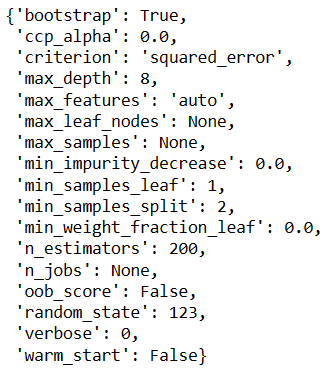 {'bootstrap': True,
'ccp_alpha': 0.0,
'criterion': 'squared_error',
'max_depth': 8,
'max_features': 'auto',
'max_leaf_nodes': None,
'max_samples': None,
'min_impurity_decrease': 0.0,
'min_samples_leaf': 1,
'min_samples_split': 2,
'min_weight_fraction_leaf': 0.0,
'n_estimators': 200,
'n_jobs': None,
'oob_score': False,
'random_state': 123,
'verbose': 0,
'warm_start': False}